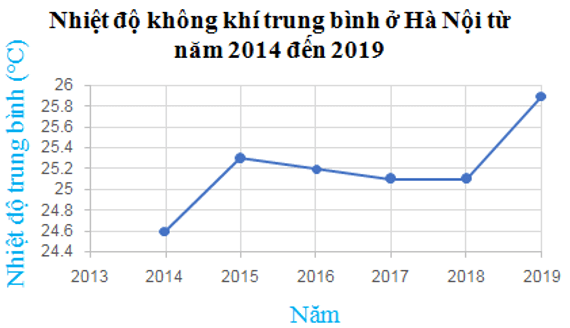 Nhiệt độ không khí trung bình ở Hà Nội từ
năm 2014 đến 2019
Nhiệt độ trung bình (°C)
26
25.8
25.6
25.4
25.2
25
24.8
24.6
24.4
2013 2014 2015 2016 2017 2018 2019
Năm